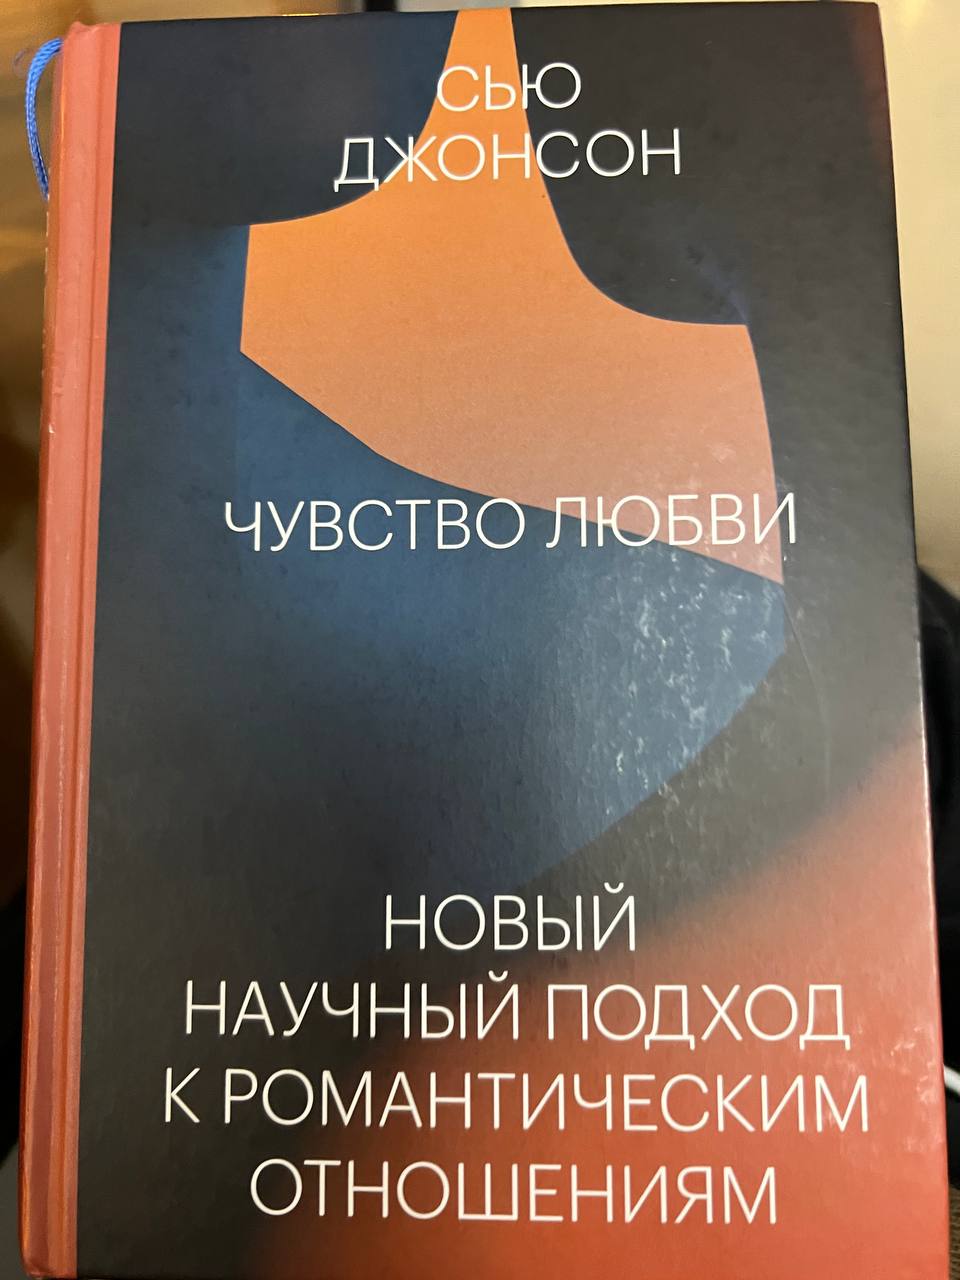 СЬЮ
ДЖОНСОН
ЧУВСТВО ЛЮБВИ
НОВЫЙ
НАУЧНЫЙ ПОДХОД
К РОМАНТИЧЕСКИМ
ОТНОШЕНИЯМ